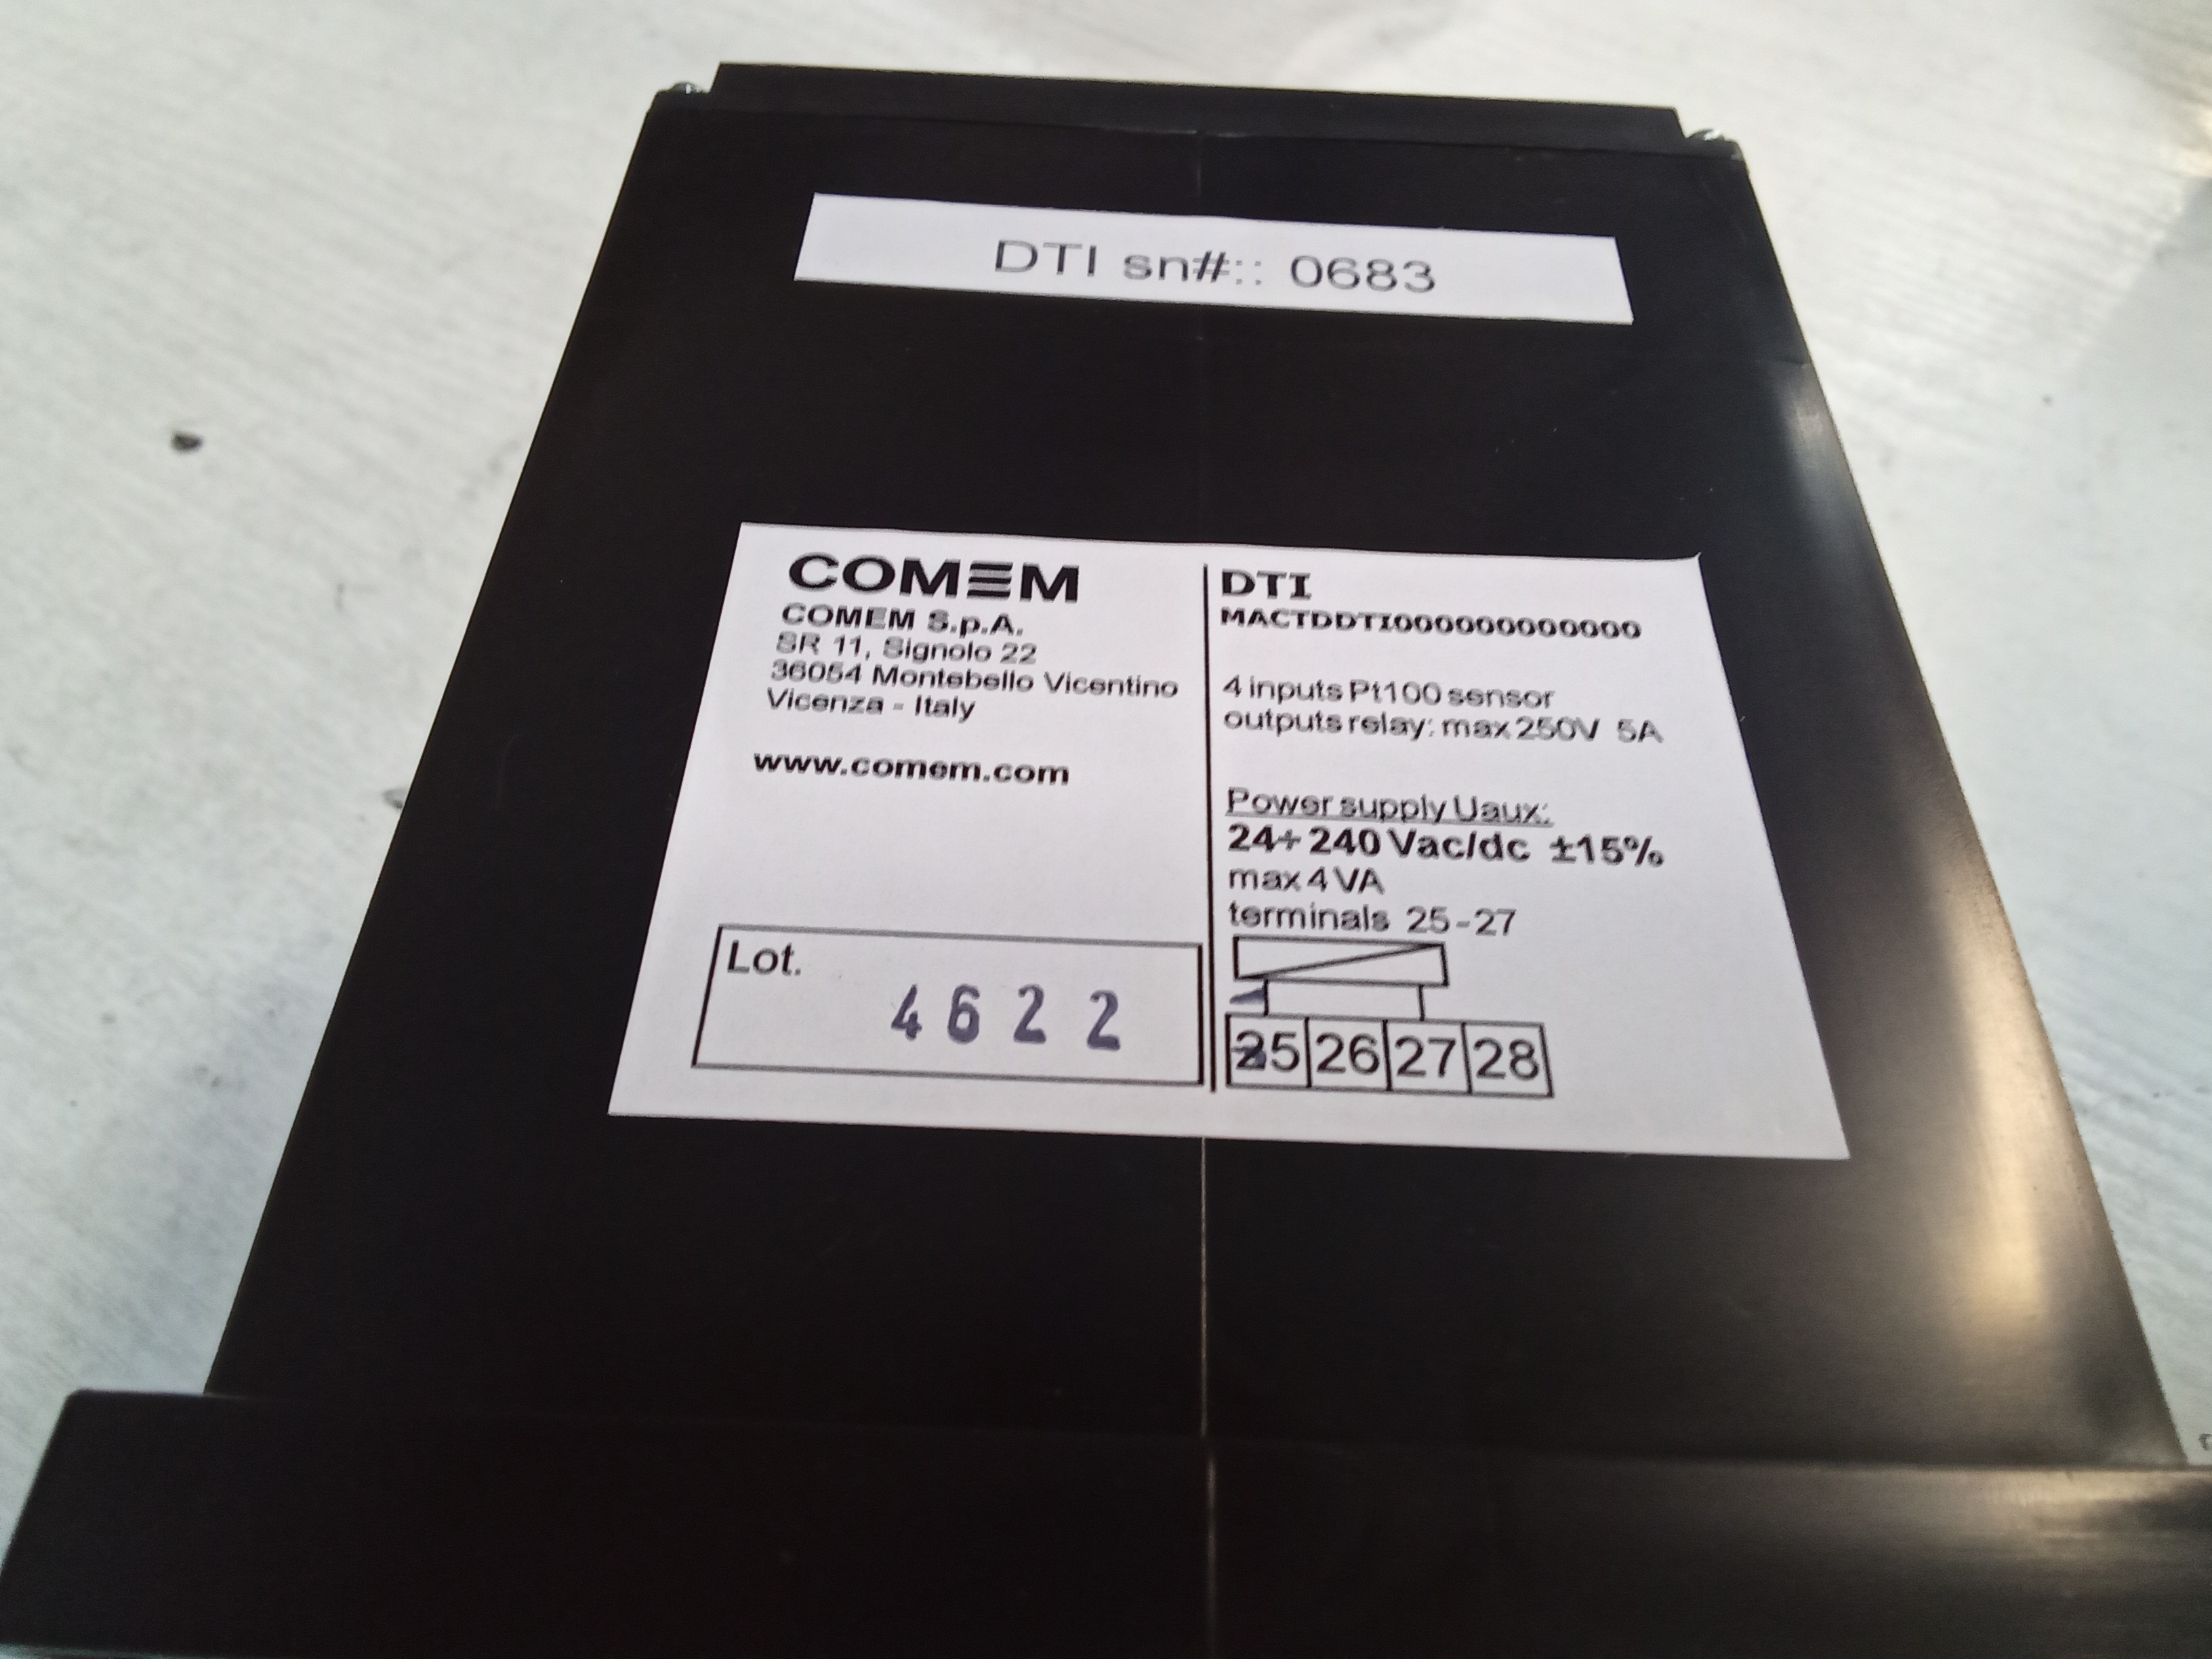 DTI sn#:: 0683
COMEM
COMEM S.p.A.
SR 11, Signolo 22
36054 Montebello Vicentino
Vicenza - Italy
www.comem.com
Lot.
4622
DTI
MACTDDTI000000000000
4 inputs Pt100 sensor
outputs relay: max 250V 5A
Power supply Uaux:
24÷240 Vac/dc ±15%
max 4 VA
terminals 25-27
25 26 27 28